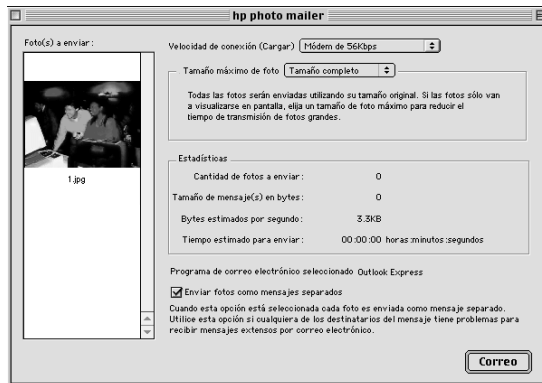 hp photo mailer
Foto(s) a enviar:
1.jpg
Velocidad de conexión (Cargar) Módem de 56Kbps
Tamaño máximo de foto Tamaño completo
Todas las fotos serán enviadas utilizando su tamaño original. Si las fotos sólo van
a visualizarse en pantalla, elija un tamaño de foto máximo para reducir el
tiempo de transmisión de fotos grandes.
Estadísticas
Cantidad de fotos a enviar: 0
Tamaño de mensaje(s) en bytes: 0
Bytes estimados por segundo: 3.3KB
Tiempo estimado para enviar: 00:00:00 horas:minutos:segundos
Programa de correo electrónico seleccionado Outlook Express
Enviar fotos como mensajes separados
Cuando esta opción está seleccionada cada foto es enviada como mensaje separado.
Utilice esta opción si cualquiera de los destinatarios del mensaje tiene problemas para
recibir mensajes extensos por correo electrónico.
Correo